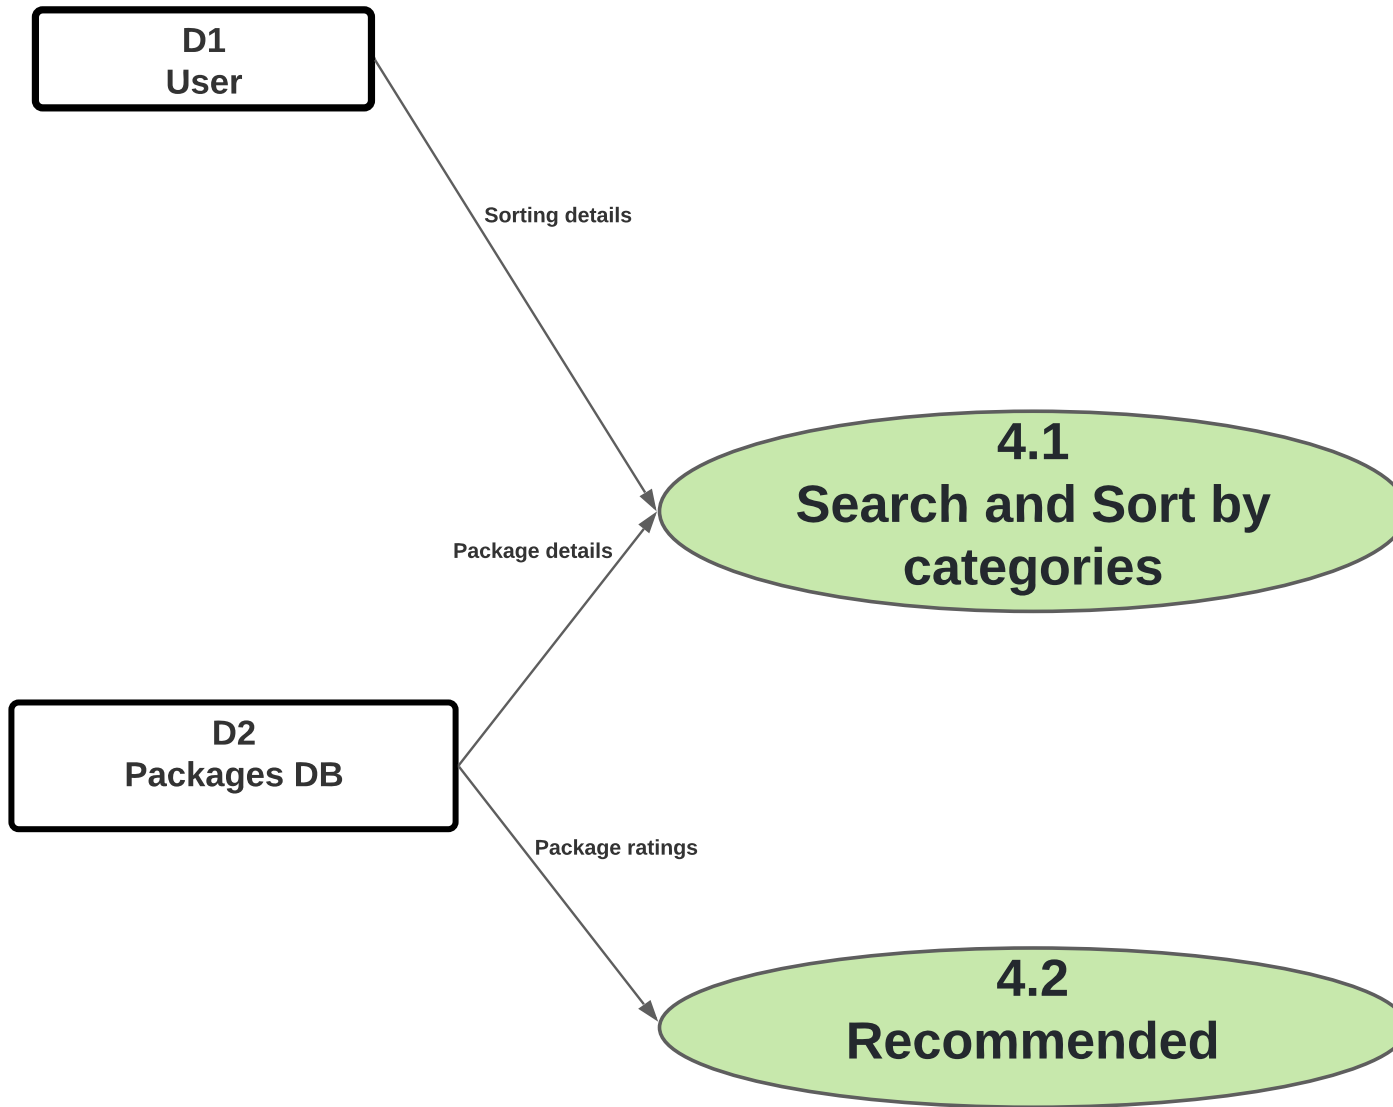 D1
User
Sorting details
4.1
Search and Sort by
categories
Package details
D2
Packages DB
Package ratings
4.2
Recommended